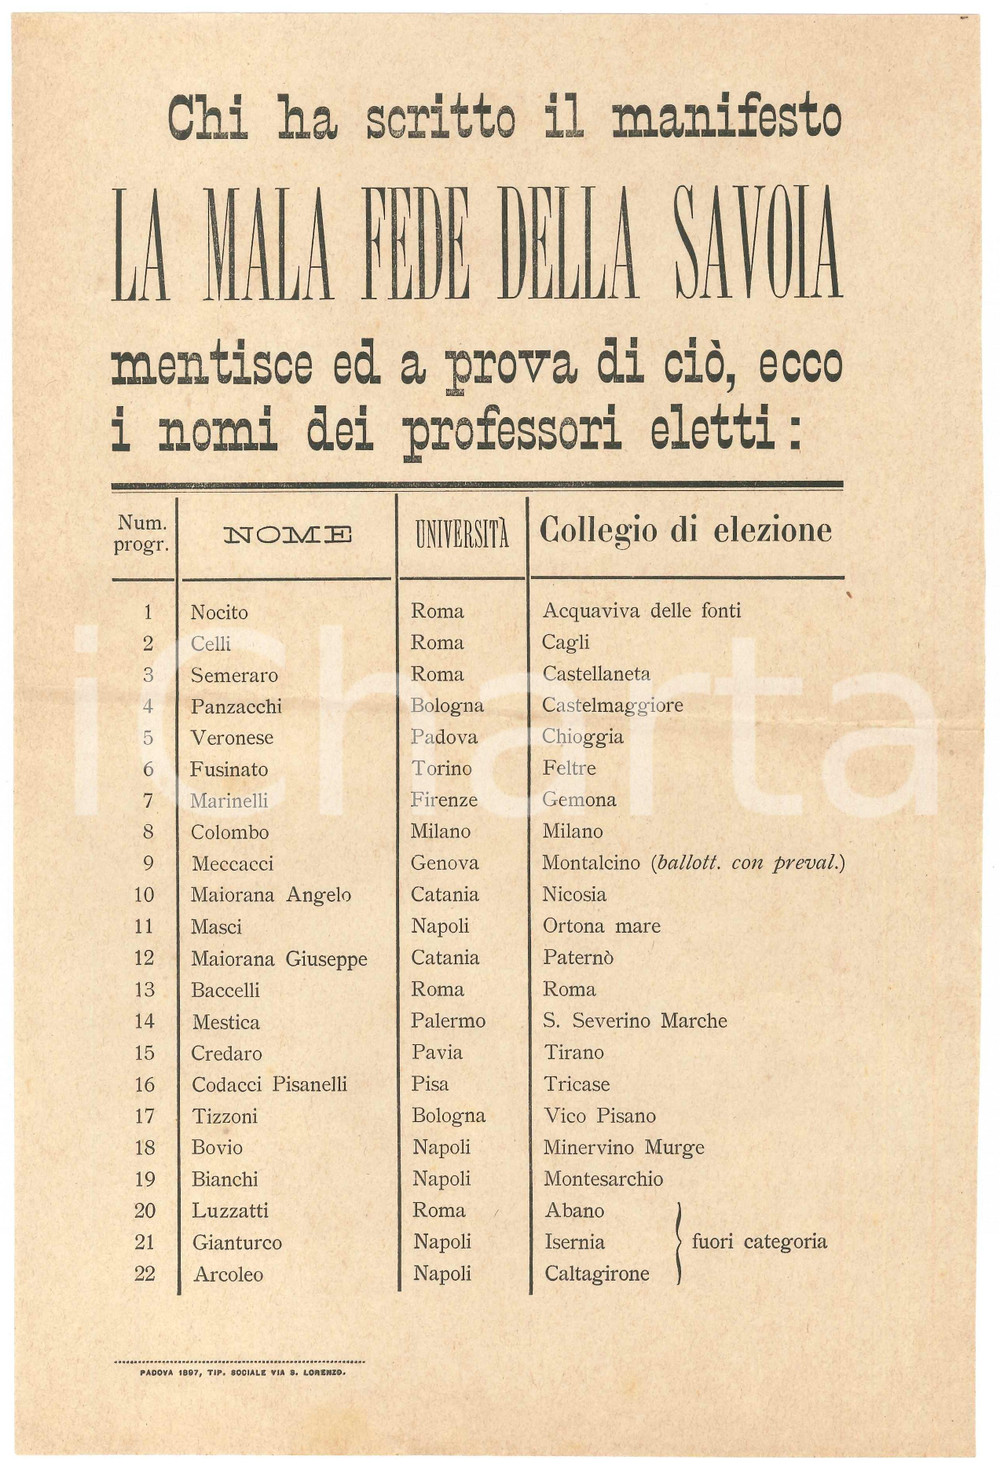 Chi ha scritto il manifesto
LA MALA FEDE DELLA SAVOIA
mentisce ed a prova di ciò, ecco
i nomi dei professori eletti :
Num. progr. NOME UNIVERSITÀ Collegio di elezione
1 Nocito Roma Acquaviva delle fonti
2 Celli Roma Cagli
3 Semeraro Roma Castellaneta
4 Panzacchi Bologna Castelmaggiore
5 Veronese Padova Chioggia
6 Fusinato Torino Feltre
7 Marinelli Firenze Gemona
8 Colombo Milano Milano
9 Meccacci Genova Montalcino (ballott. con preval.)
10 Maiorana Angelo Catania Nicosia
11 Masci Napoli Ortona mare
12 Maiorana Giuseppe Catania Paternò
13 Baccelli Roma Roma
14 Mestica Palermo S. Severino Marche
15 Credaro Pavia Tirano
16 Codacci Pisanelli Pisa Tricase
17 Tizzoni Bologna Vico Pisano
18 Bovio Napoli Minervino Murge
19 Bianchi Napoli Montesarchio
20 Luzzatti Roma Abano
21 Gianturco Napoli Isernia fuori categoria
22 Arcoleo Napoli Caltagirone
PADOVA 1897, TIP. SOCIALE VIA S. LORENZO.
iCharta